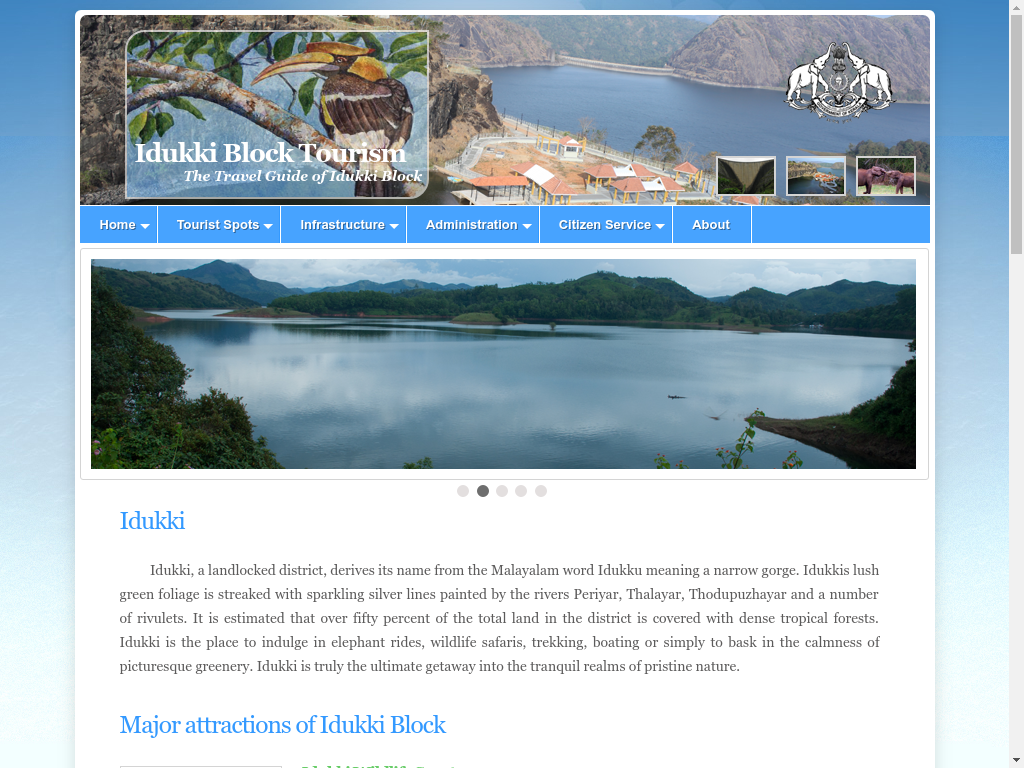 Idukki Block Tourism
The Travel Guide of Idukki Block
Home Tourist Spots Infrastructure Administration Citizen Service About
Idukki
Idukki, a landlocked district, derives its name from the Malayalam word Idukku meaning a narrow gorge. Idukkis lush
green foliage is streaked with sparkling silver lines painted by the rivers Periyar, Thalayar, Thodupuzhayar and a number
of rivulets. It is estimated that over fifty percent of the total land in the district is covered with dense tropical forests.
Idukki is the place to indulge in elephant rides, wildlife safaris, trekking, boating or simply to bask in the calmness of
picturesque greenery. Idukki is truly the ultimate getaway into the tranquil realms of pristine nature.
Major attractions of Idukki Block